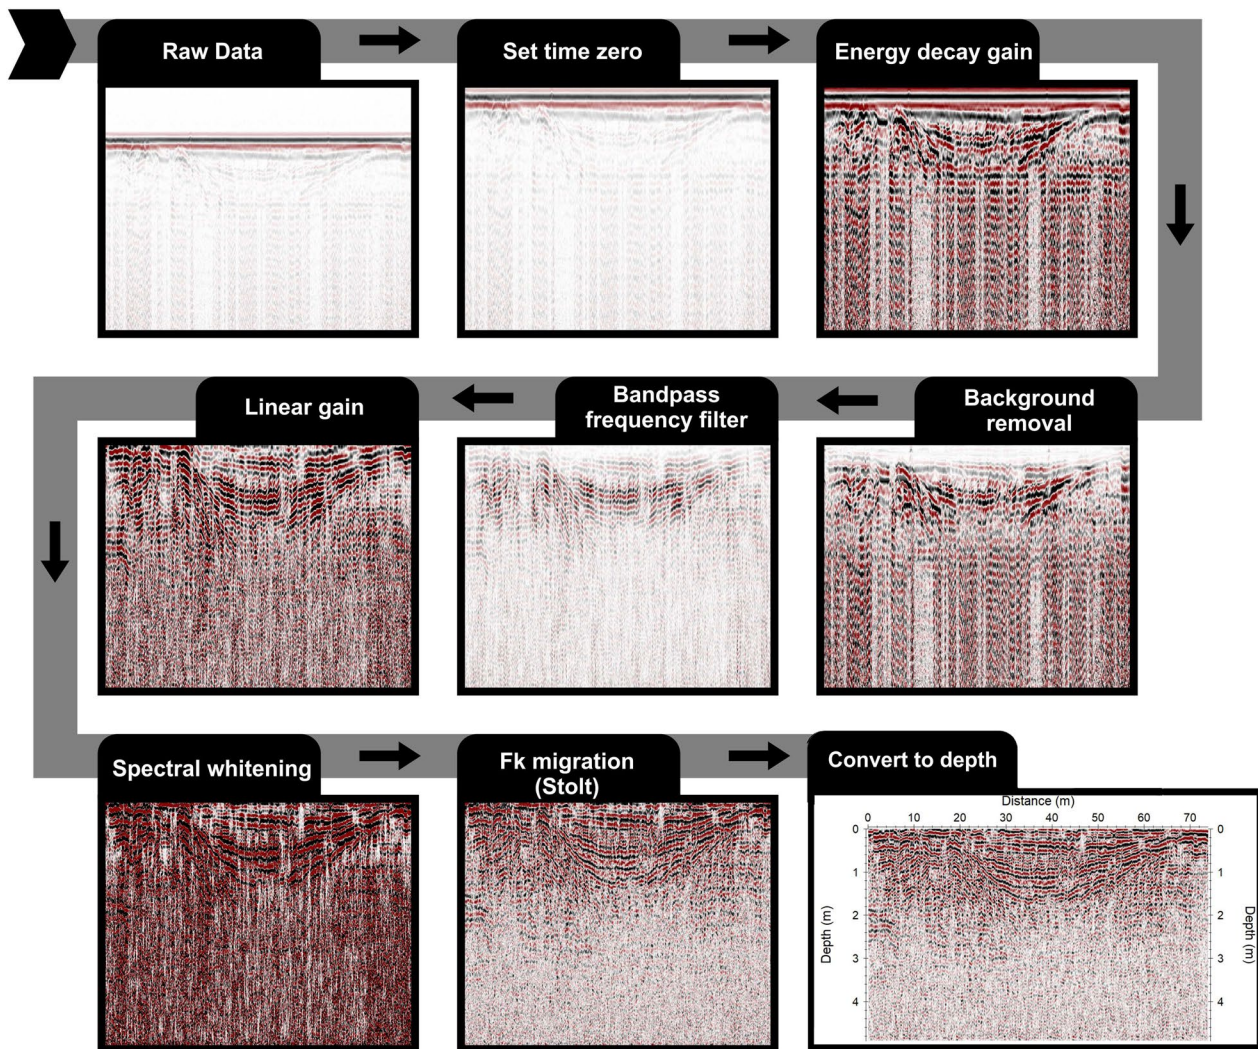 Raw Data
Set time zero
Energy decay gain
Background
removal
Bandpass
frequency filter
Linear gain
Spectral whitening
Fk migration
(Stolt)
Convert to depth
Distance (m)
0 10 20 30 40 50 60 70
0
1
2
3
4
Depth (m)
0
1
2
3
4
Depth (m)